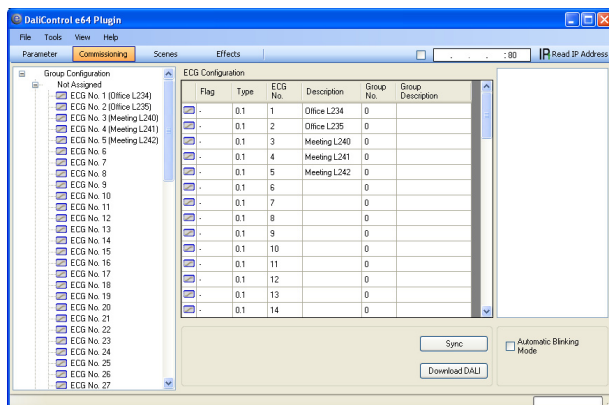 DaliControl e64 Plugin
File Tools View Help
Parameter Commissioning Scenes Effects . . . :80 Read IP Address
Group Configuration
Not Assigned
ECG No. 1 (Office L234)
ECG No. 2 (Office L235)
ECG No. 3 (Meeting L240)
ECG No. 4 (Meeting L241)
ECG No. 5 (Meeting L242)
ECG No. 6
ECG No. 7
ECG No. 8
ECG No. 9
ECG No. 10
ECG No. 11
ECG No. 12
ECG No. 13
ECG No. 14
ECG No. 15
ECG No. 16
ECG No. 17
ECG No. 18
ECG No. 19
ECG No. 20
ECG No. 21
ECG No. 22
ECG No. 23
ECG No. 24
ECG No. 25
ECG No. 26
ECG No. 27
ECG Configuration
Flag Type ECG No. Description Group No. Group Description
- 0.1 1 Office L234 0
- 0.1 2 Office L235 0
- 0.1 3 Meeting L240 0
- 0.1 4 Meeting L241 0
- 0.1 5 Meeting L242 0
- 0.1 6 0
- 0.1 7 0
- 0.1 8 0
- 0.1 9 0
- 0.1 10 0
- 0.1 11 0
- 0.1 12 0
- 0.1 13 0
- 0.1 14 0
Sync
Download DALI
Automatic Blinking
Mode